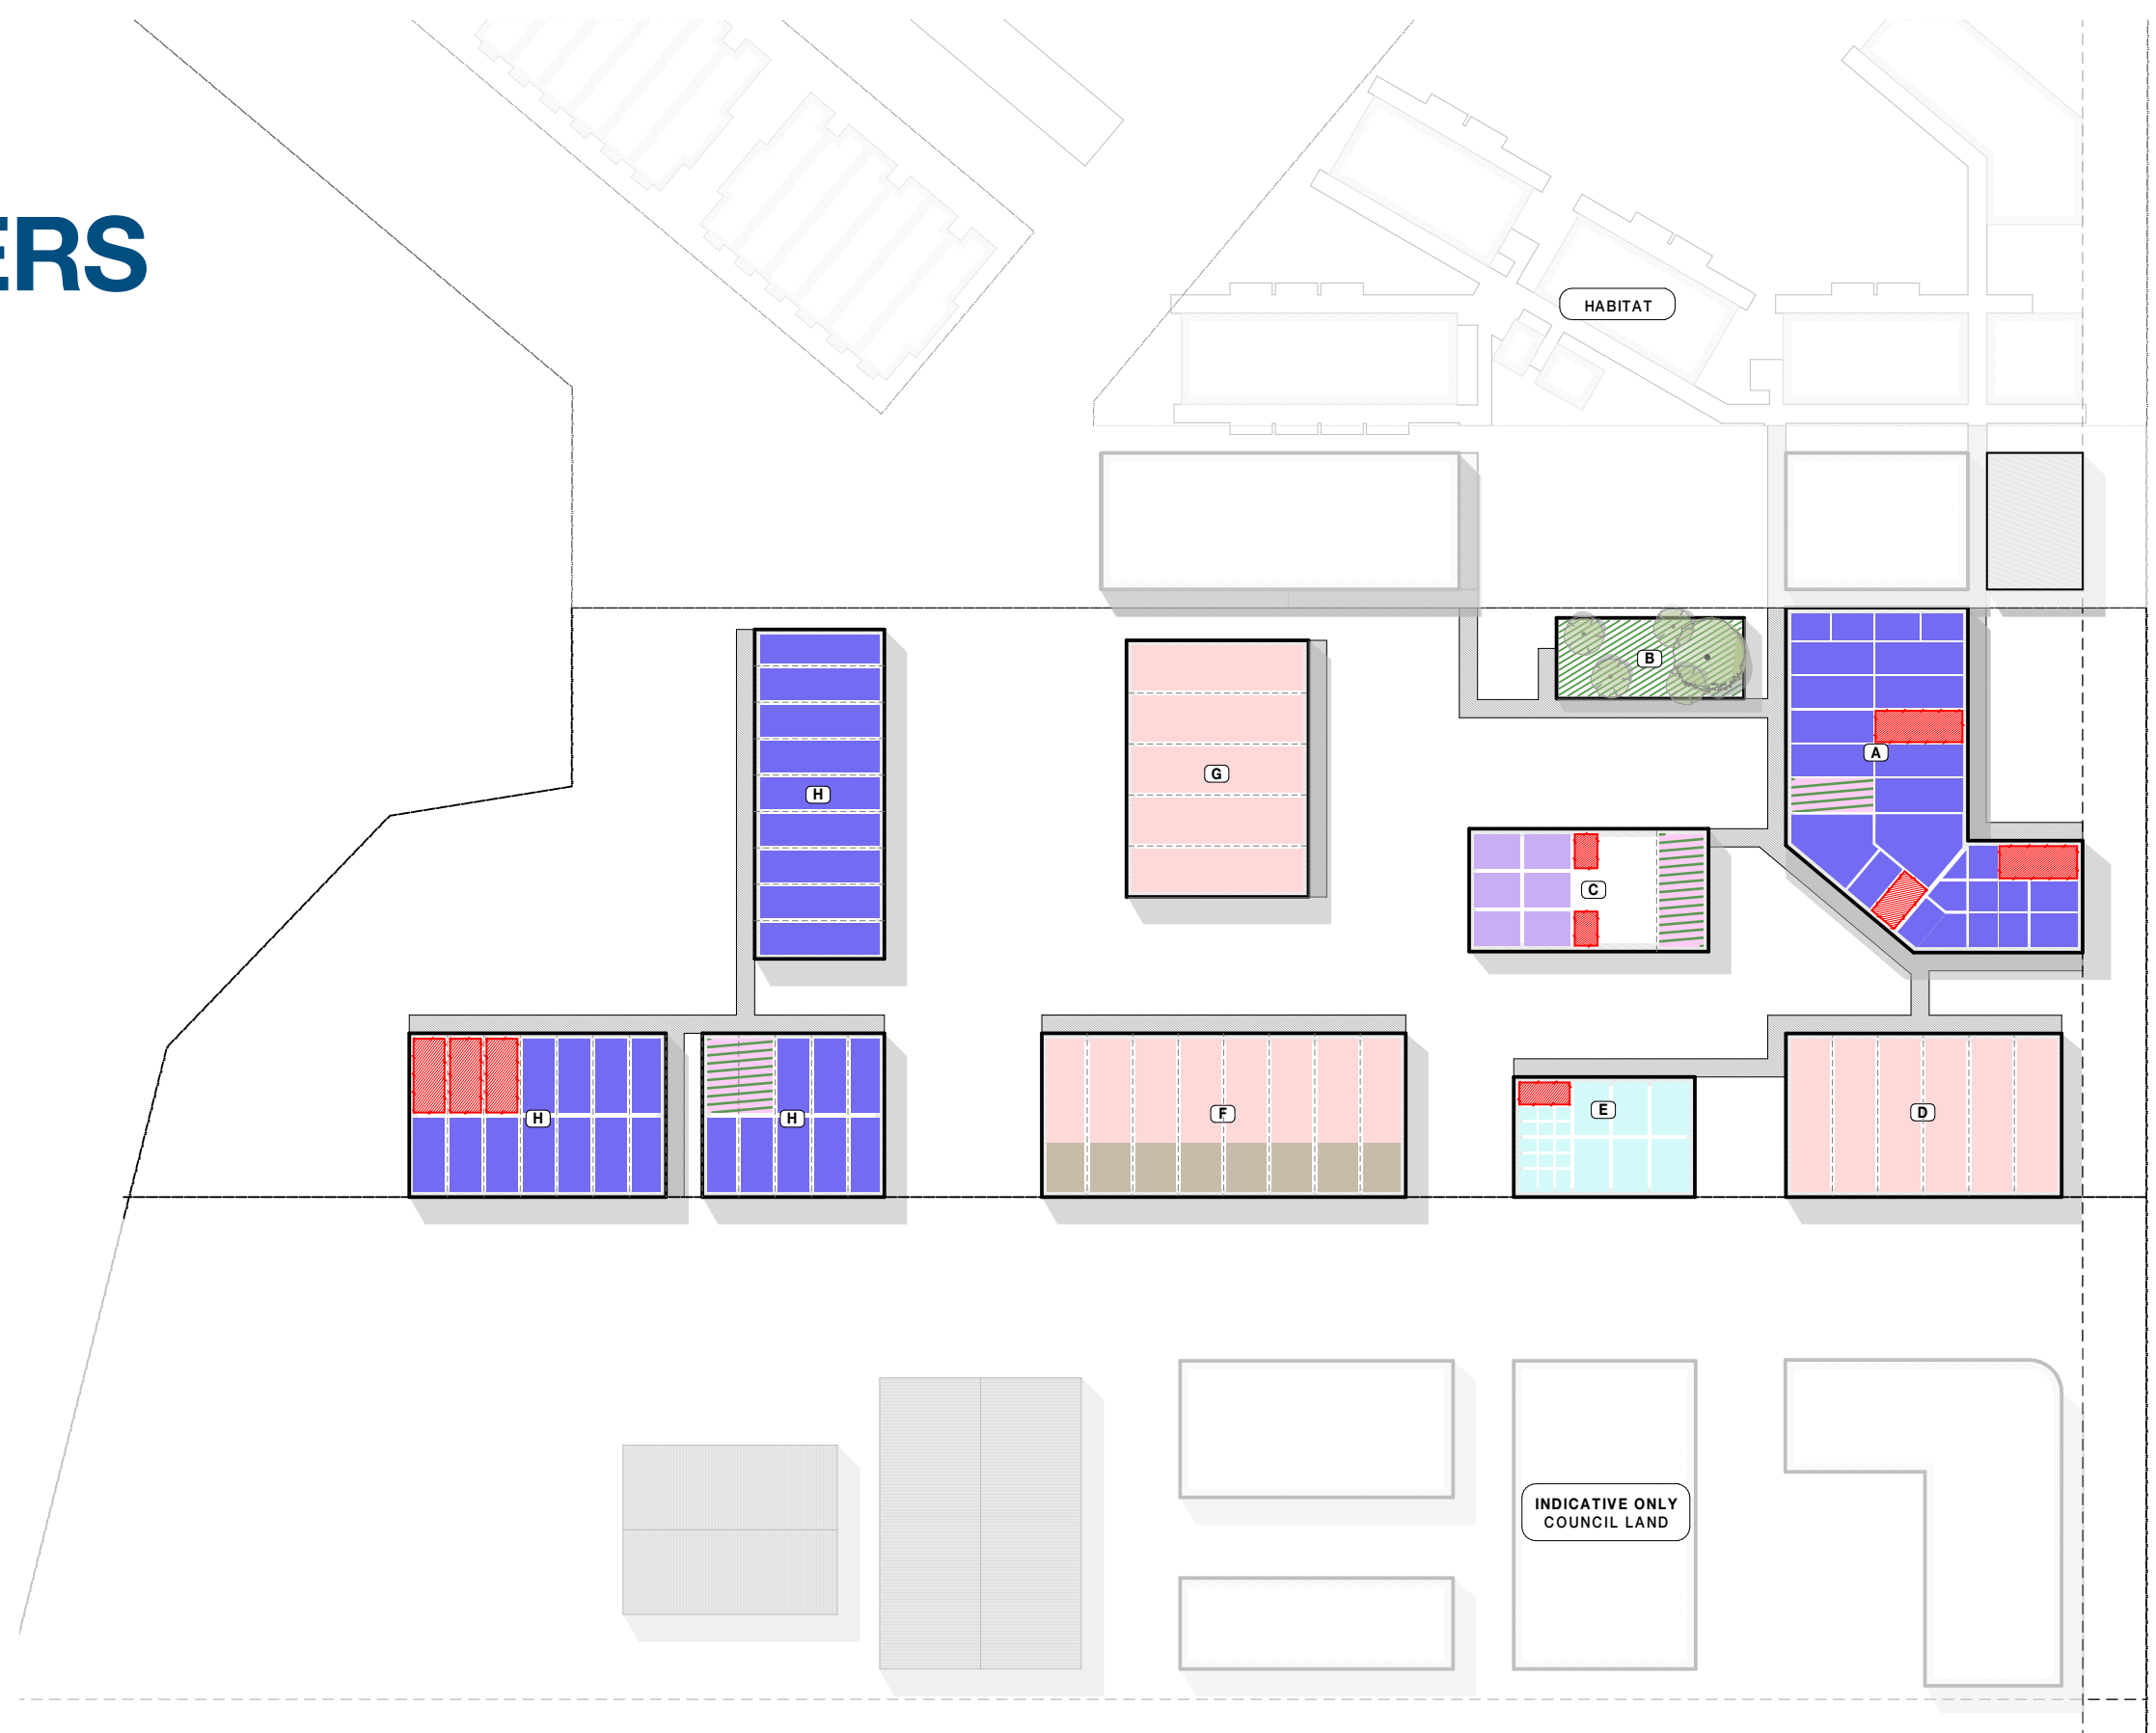 ERS
HABITAT
B
A
G
H
C
H
H
F
E
D
INDICATIVE ONLY
COUNCIL LAND